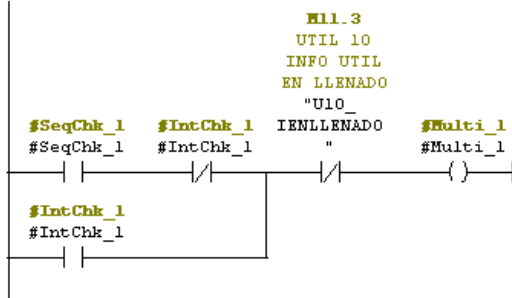 M11.3
UTIL 10
INFO UTIL
EN LLENADO
"U10_
IENLLENADO
"
#SeqChk_1
#SeqChk_1
#IntChk_1
#IntChk_1
#Multi_1
#Multi_1
#IntChk_1
#IntChk_1